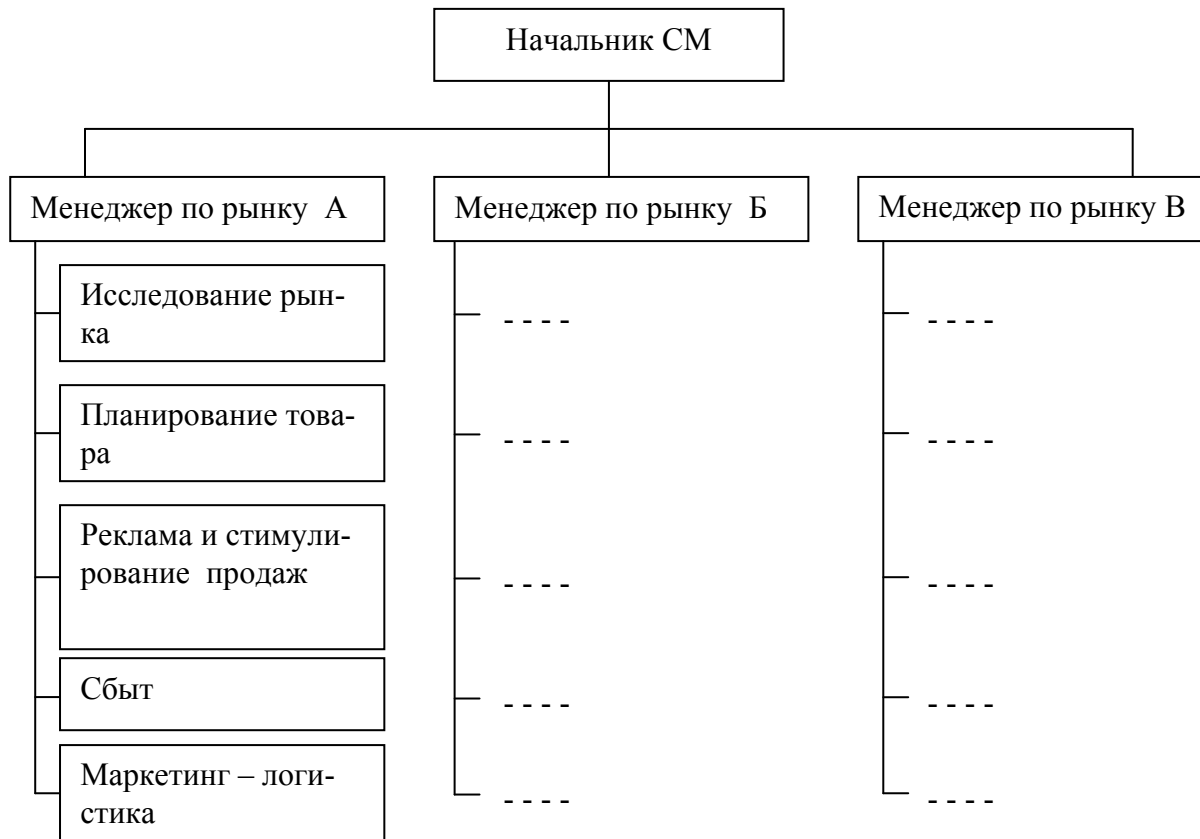 Начальник СМ
Менеджер по рынку А
Менеджер по рынку Б
Менеджер по рынку В
Исследование рын-
ка
- - - -
- - - -
Планирование това-
ра
- - - -
- - - -
Реклама и стимули-
рование продаж
- - - -
- - - -
Сбыт
- - - -
- - - -
Маркетинг – логи-
стика
- - - -
- - - -